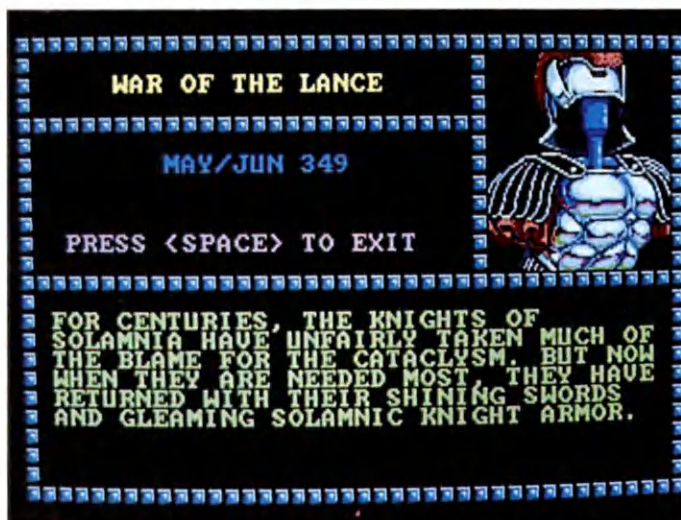 WAR OF THE LANCE
MAY/JUN 349
PRESS <SPACE> TO EXIT
FOR CENTURIES, THE KNIGHTS OF
SOLAMNIA HAVE UNFAIRLY TAKEN MUCH OF
THE BLAME FOR THE CATACLYSM. BUT NOW
WHEN THEY ARE NEEDED MOST, THEY HAVE
RETURNED WITH THEIR SHINING SWORDS
AND GLEAMING SOLAMNIC KNIGHT ARMOR.